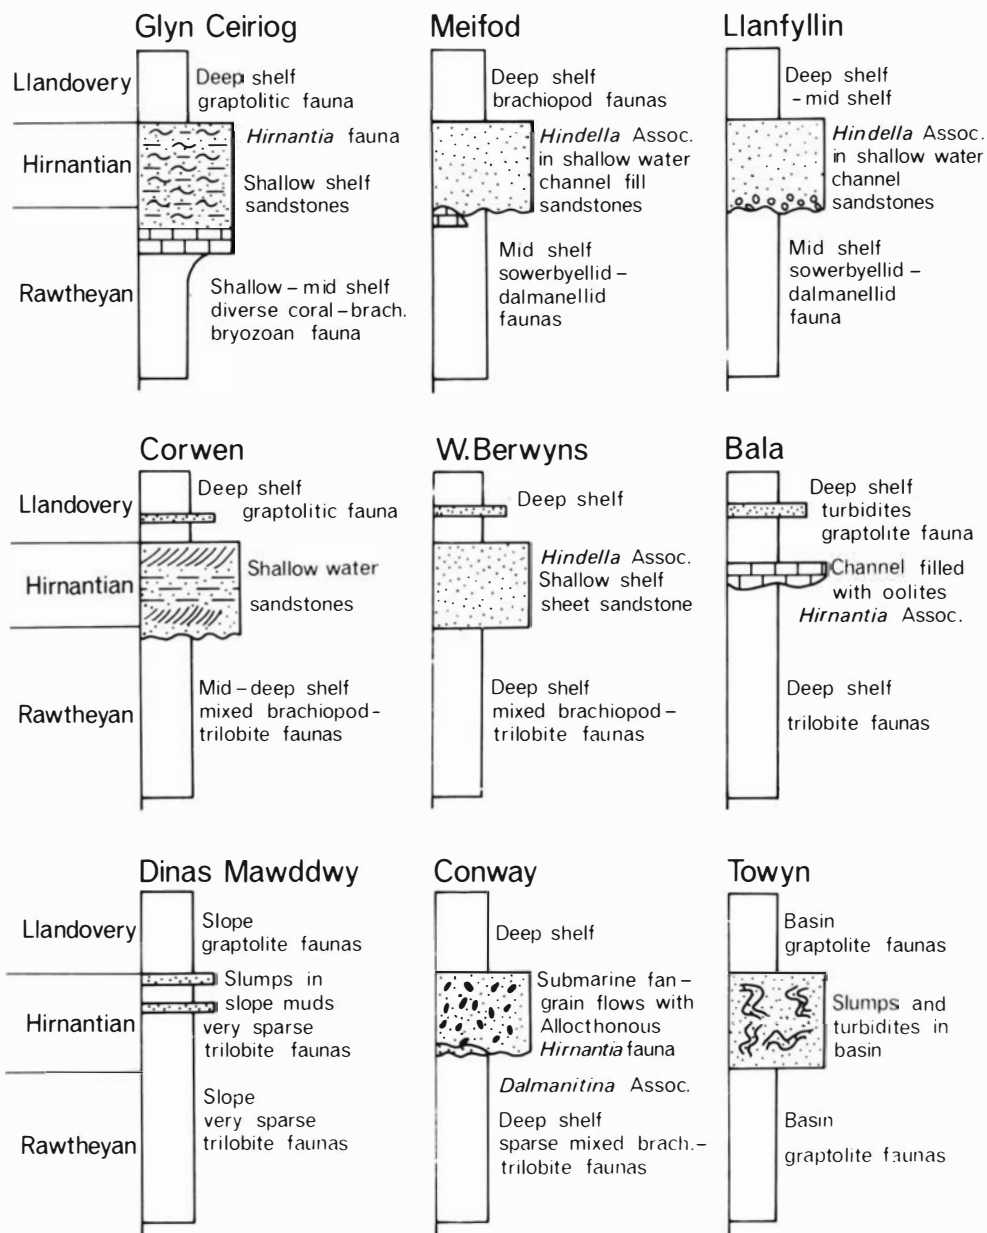 Glyn Ceiriog
Meifod
Llanfyllin
Llandovery
Hirnantian
Rawtheyan
Deep shelf
graptolitic fauna
Hirnantia fauna
Shallow shelf
sandstones
Shallow – mid shelf
diverse coral – brach.
bryozoan fauna
Deep shelf
brachiopod faunas
Hindella Assoc.
in shallow water
channel fill
sandstones
Mid shelf
sowerbyellid –
dalmanellid
faunas
Deep shelf
– mid shelf
Hindella Assoc.
in shallow water
channel
sandstones
Mid shelf
sowerbyellid –
dalmanellid
fauna
Corwen
W. Berwyns
Bala
Llandovery
Hirnantian
Rawtheyan
Deep shelf
graptolitic fauna
Shallow water
sandstones
Mid – deep shelf
mixed brachiopod –
trilobite faunas
Deep shelf
Hindella Assoc.
Shallow shelf
sheet sandstone
Deep shelf
mixed brachiopod –
trilobite faunas
Deep shelf
turbidites
graptolite fauna
Channel filled
with oolites
Hirnantia Assoc.
Deep shelf
trilobite faunas
Dinas Mawddwy
Conway
Towyn
Llandovery
Hirnantian
Rawtheyan
Slope
graptolite faunas
Slumps in
slope muds
very sparse
trilobite faunas
Slope
very sparse
trilobite faunas
Deep shelf
Submarine fan –
grain flows with
Allocthonous
Hirnantia fauna
Dalmanitina Assoc.
Deep shelf
sparse mixed brach. –
trilobite faunas
Basin
graptolite faunas
Slumps and
turbidites in
basin
Basin
graptolite faunas